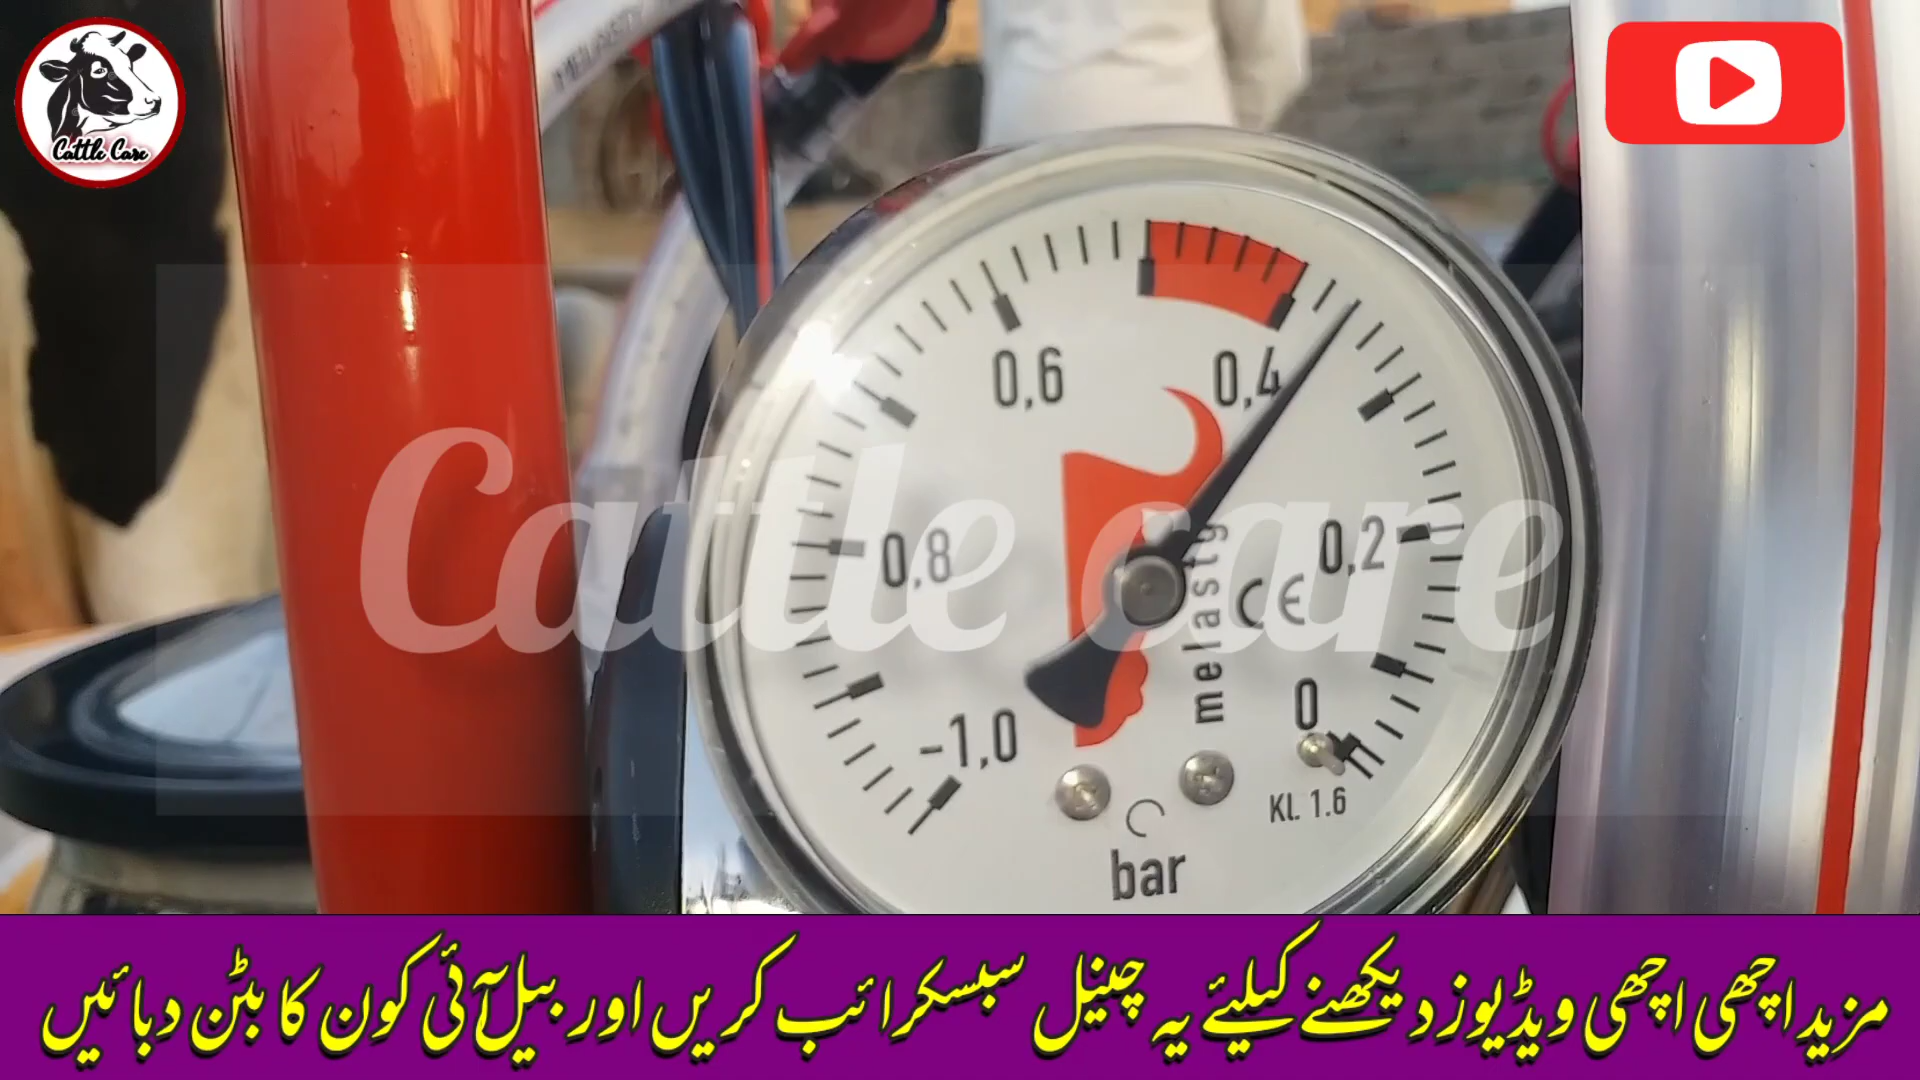 Cattle Care
MELASTY
0,6
0,4
0,8
0,2
-1,0
0
melasty
CE
Kl. 1.6
bar
Cattle care
مزید اچھی اچھی ویڈیوز دیکھنے کیلئے یہ چینل سبسکرائب کریں اور بیل آئی کون کا بٹن دبائیں